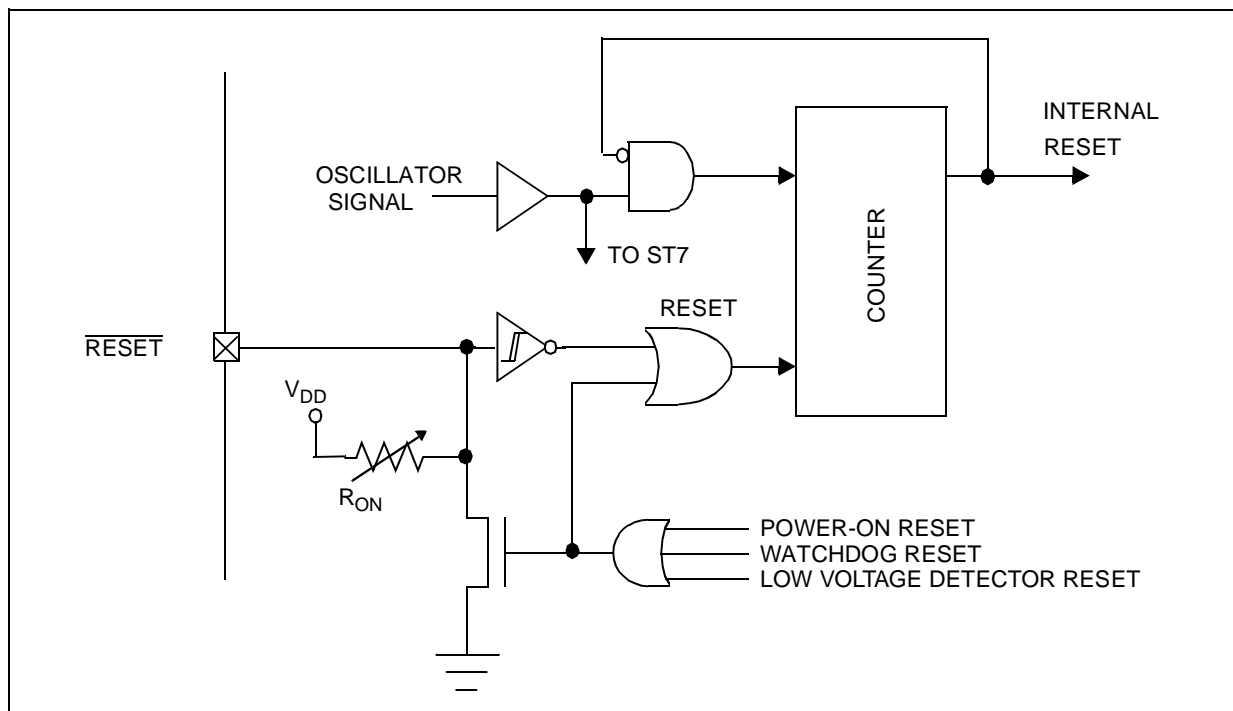 INTERNAL
RESET
OSCILLATOR
SIGNAL
TO ST7
COUNTER
RESET
RESET
VDD
RON
POWER-ON RESET
WATCHDOG RESET
LOW VOLTAGE DETECTOR RESET